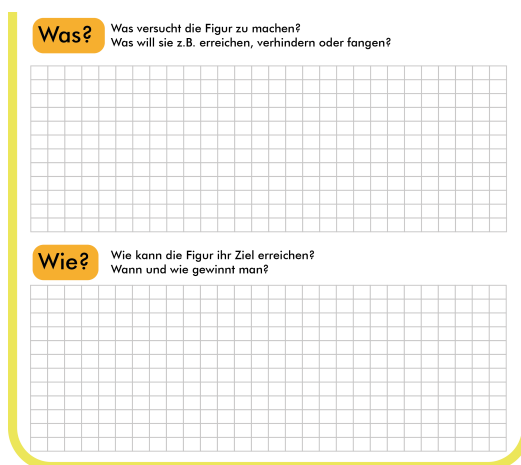 Was?
Was versucht die Figur zu machen?
Was will sie z.B. erreichen, verhindern oder fangen?
Wie?
Wie kann die Figur ihr Ziel erreichen?
Wann und wie gewinnt man?